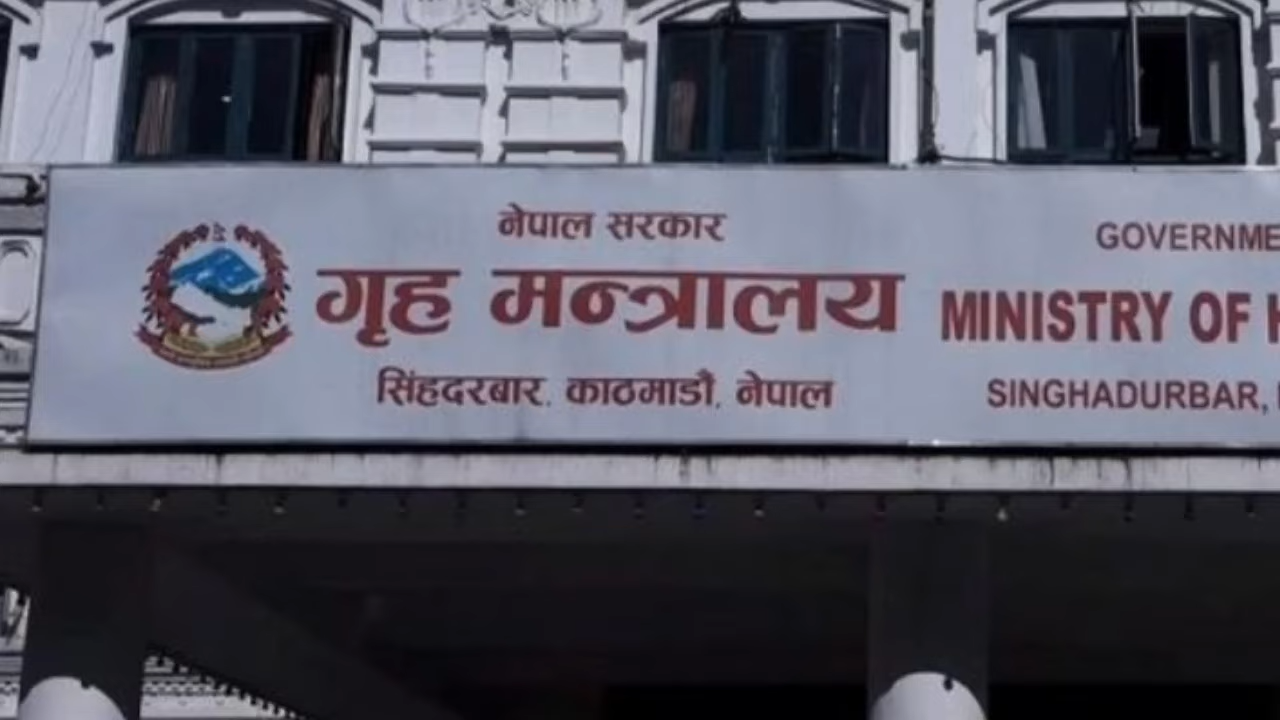 नेपाल सरकार
गृह मन्त्रालय
सिंहदरबार, काठमाडौं, नेपाल
GOVERNME
MINISTRY OF
SINGHADURBAR,